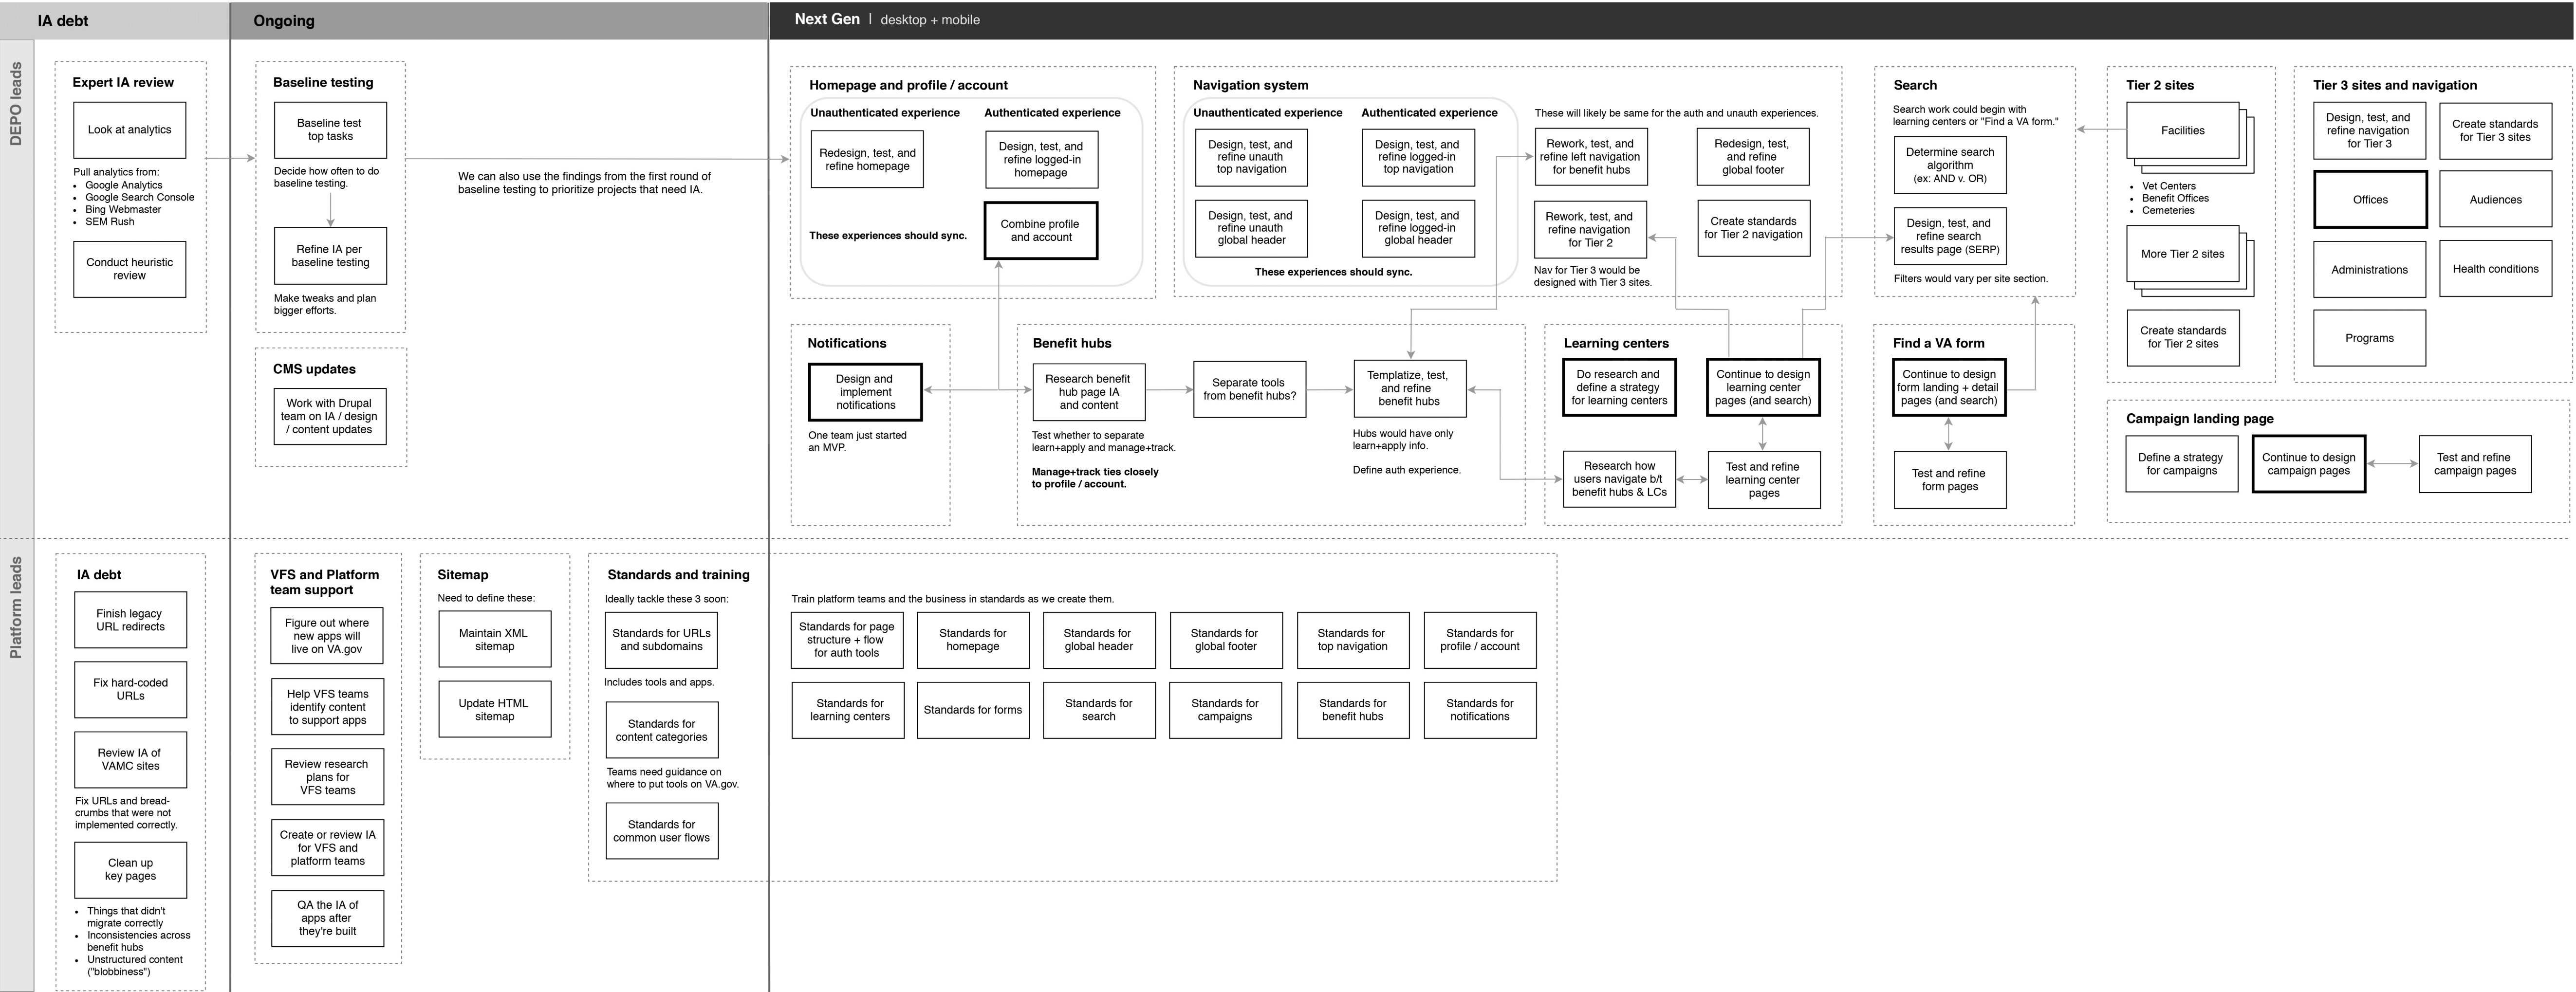 IA debt
Ongoing
Next Gen | desktop + mobile
DEPO leads
Expert IA review
Look at analytics
Pull analytics from:
• Google Analytics
• Google Search Console
• Bing Webmaster
• SEM Rush
Conduct heuristic
review
Baseline testing
Baseline test
top tasks
Decide how often to do
baseline testing.
Refine IA per
baseline testing
Make tweaks and plan
bigger efforts.
We can also use the findings from the first round of
baseline testing to prioritize projects that need IA.
CMS updates
Work with Drupal
team on IA / design
/ content updates
Homepage and profile / account
Unauthenticated experience
Redesign, test, and
refine homepage
These experiences should sync.
Authenticated experience
Design, test, and
refine logged-in
homepage
Combine profile
and account
Navigation system
Unauthenticated experience
Design, test, and
refine unauth
top navigation
Design, test, and
refine unauth
global header
Authenticated experience
Design, test, and
refine logged-in
top navigation
Design, test, and
refine logged-in
global header
These experiences should sync.
These will likely be same for the auth and unauth experiences.
Rework, test, and
refine left navigation
for benefit hubs
Redesign, test,
and refine
global footer
Rework, test, and
refine navigation
for Tier 2
Create standards
for Tier 2 navigation
Nav for Tier 3 would be
designed with Tier 3 sites.
Search
Search work could begin with
learning centers or "Find a VA form."
Determine search
algorithm
(ex: AND v. OR)
Design, test, and
refine search
results page (SERP)
Filters would vary per site section.
Tier 2 sites
Facilities
• Vet Centers
• Benefit Offices
• Cemeteries
More Tier 2 sites
Create standards
for Tier 2 sites
Tier 3 sites and navigation
Design, test, and
refine navigation
for Tier 3
Create standards
for Tier 3 sites
Offices
Audiences
Administrations
Health conditions
Programs
Notifications
Design and
implement
notifications
One team just started
an MVP.
Benefit hubs
Research benefit
hub page IA
and content
Test whether to separate
learn+apply and manage+track.
Manage+track ties closely
to profile / account.
Separate tools
from benefit hubs?
Templatize, test,
and refine
benefit hubs
Hubs would have only
learn+apply info.
Define auth experience.
Learning centers
Do research and
define a strategy
for learning centers
Continue to design
learning center
pages (and search)
Research how
users navigate b/t
benefit hubs & LCs
Test and refine
learning center
pages
Find a VA form
Continue to design
form landing + detail
pages (and search)
Test and refine
form pages
Campaign landing page
Define a strategy
for campaigns
Continue to design
campaign pages
Test and refine
campaign pages
Platform leads
IA debt
Finish legacy
URL redirects
Fix hard-coded
URLs
Review IA of
VAMC sites
Fix URLs and bread-
crumbs that were not
implemented correctly.
Clean up
key pages
• Things that didn't
migrate correctly
• Inconsistencies across
benefit hubs
• Unstructured content
("blobbiness")
VFS and Platform
team support
Figure out where
new apps will
live on VA.gov
Help VFS teams
identify content
to support apps
Review research
plans for
VFS teams
Create or review IA
for VFS and
platform teams
QA the IA of
apps after
they're built
Sitemap
Need to define these:
Maintain XML
sitemap
Update HTML
sitemap
Standards and training
Ideally tackle these 3 soon:
Standards for URLs
and subdomains
Includes tools and apps.
Standards for
content categories
Teams need guidance on
where to put tools on VA.gov.
Standards for
common user flows
Train platform teams and the business in standards as we create them.
Standards for page
structure + flow
for auth tools
Standards for
homepage
Standards for
global header
Standards for
global footer
Standards for
top navigation
Standards for
profile / account
Standards for
learning centers
Standards for forms
Standards for
search
Standards for
campaigns
Standards for
benefit hubs
Standards for
notifications